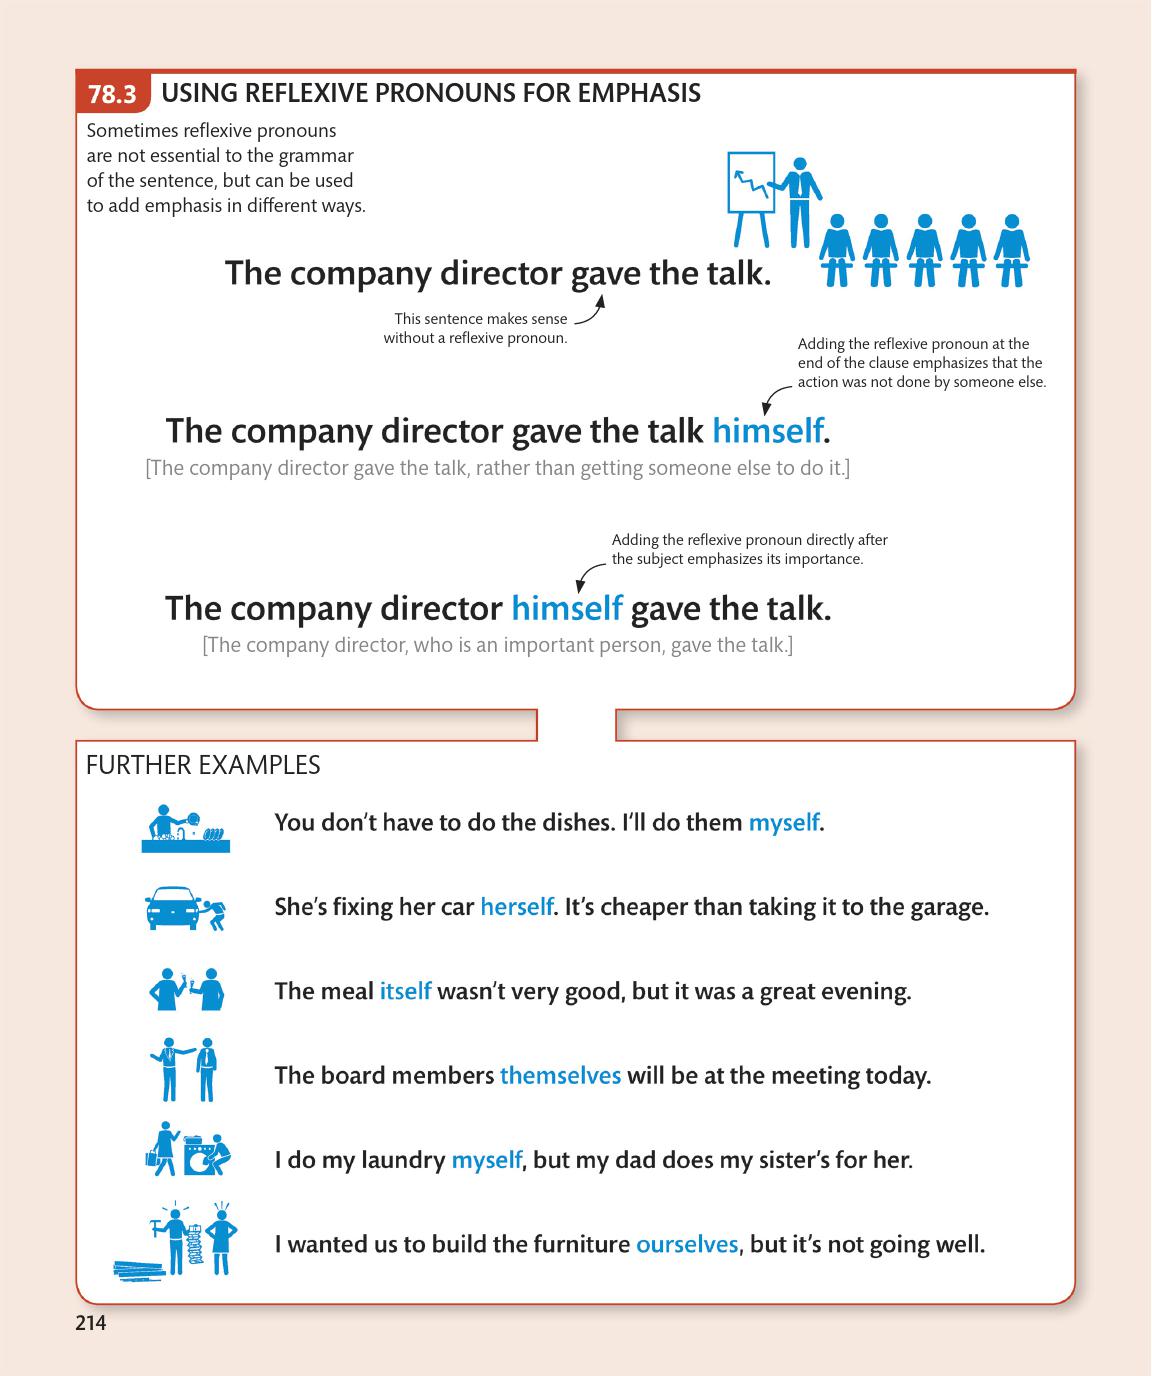 78.3 USING REFLEXIVE PRONOUNS FOR EMPHASIS
Sometimes reflexive pronouns
are not essential to the grammar
of the sentence, but can be used
to add emphasis in different ways.
The company director gave the talk.
This sentence makes sense
without a reflexive pronoun.
Adding the reflexive pronoun at the
end of the clause emphasizes that the
action was not done by someone else.
The company director gave the talk himself.
[The company director gave the talk, rather than getting someone else to do it.]
Adding the reflexive pronoun directly after
the subject emphasizes its importance.
The company director himself gave the talk.
[The company director, who is an important person, gave the talk.]
FURTHER EXAMPLES
You don’t have to do the dishes. I’ll do them myself.
She’s fixing her car herself. It’s cheaper than taking it to the garage.
The meal itself wasn’t very good, but it was a great evening.
The board members themselves will be at the meeting today.
I do my laundry myself, but my dad does my sister’s for her.
I wanted us to build the furniture ourselves, but it’s not going well.
214